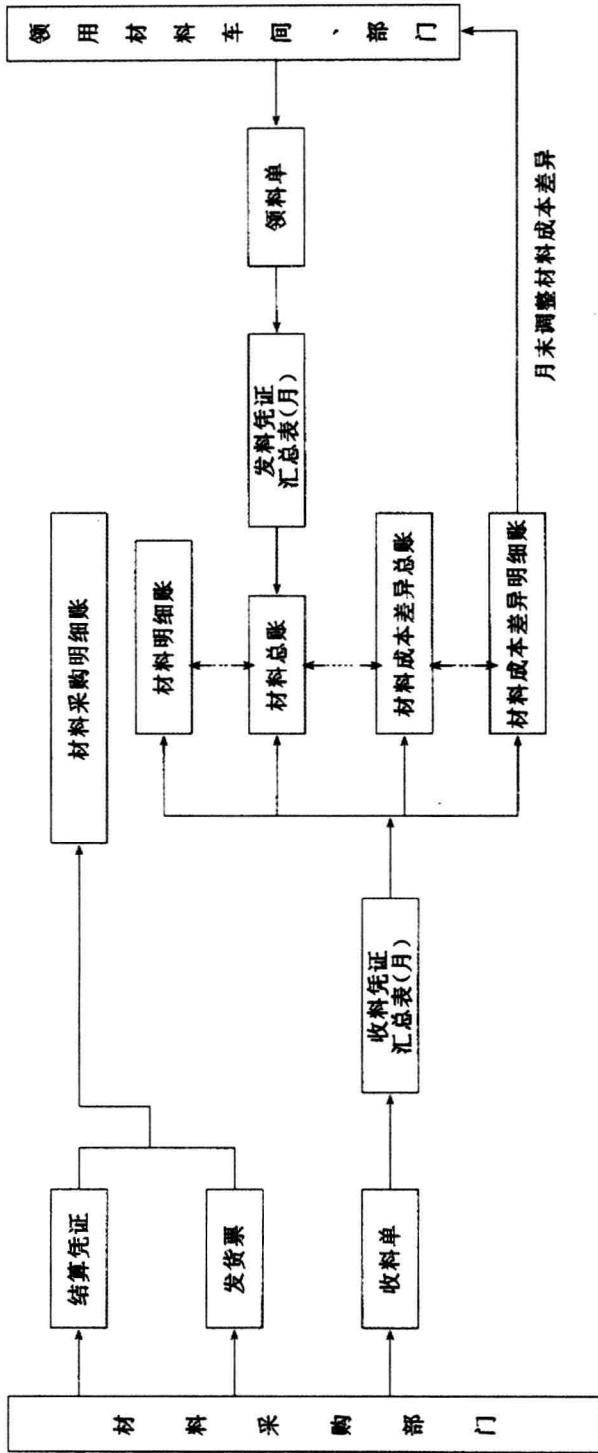 材料采购部门
结算凭证
发货票
收料单
收料凭证
汇总表(月)
材料采购明细账
材料明细账
材料总账
材料成本差异总账
材料成本差异明细账
发料凭证
汇总表(月)
领料单
月末调整材料成本差异
领用材料车间、部门